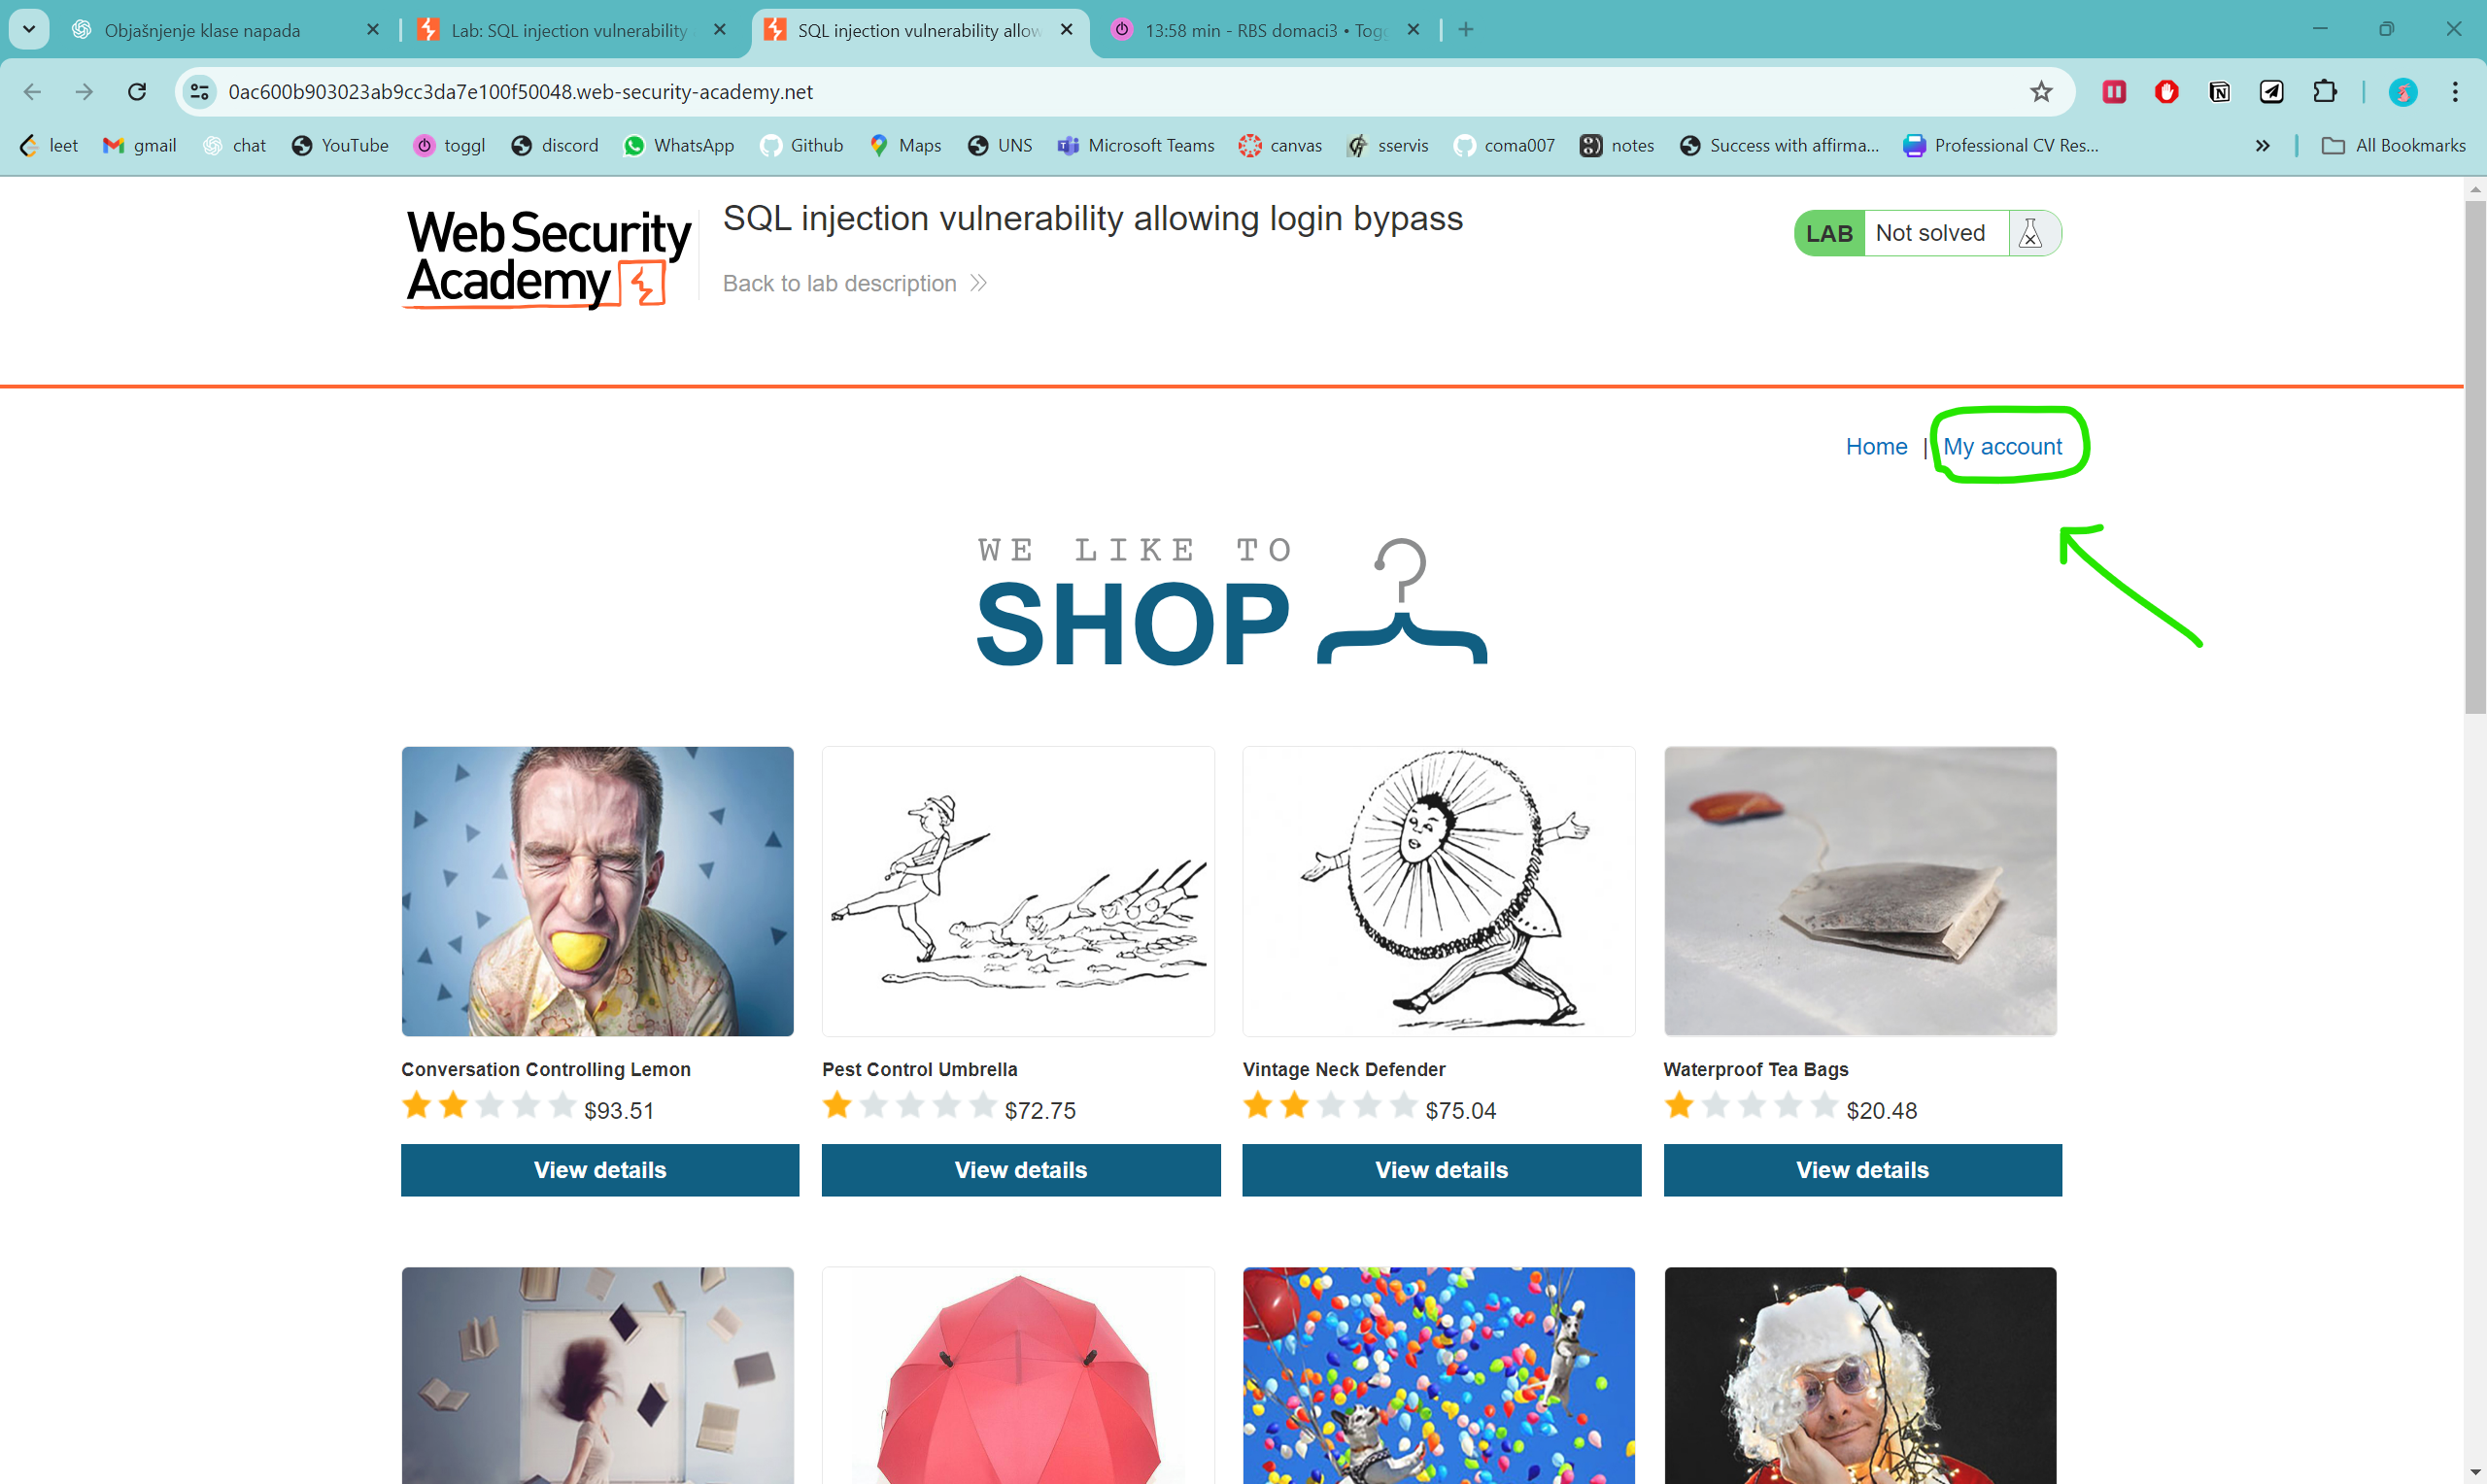 Objašnjenje klase napada
Lab: SQL injection vulnerability
SQL injection vulnerability allow
13:58 min - RBS domaci3 • Togg
0ac600b903023ab9cc3da7e100f50048.web-security-academy.net
leet
gmail
chat
YouTube
toggl
discord
WhatsApp
Github
Maps
UNS
Microsoft Teams
canvas
sservis
coma007
notes
Success with affirma...
Professional CV Res...
All Bookmarks
Web Security
Academy
SQL injection vulnerability allowing login bypass
Back to lab description
LAB Not solved
Home | My account
WE LIKE TO
SHOP
Conversation Controlling Lemon
$93.51
View details
Pest Control Umbrella
$72.75
View details
Vintage Neck Defender
$75.04
View details
Waterproof Tea Bags
$20.48
View details